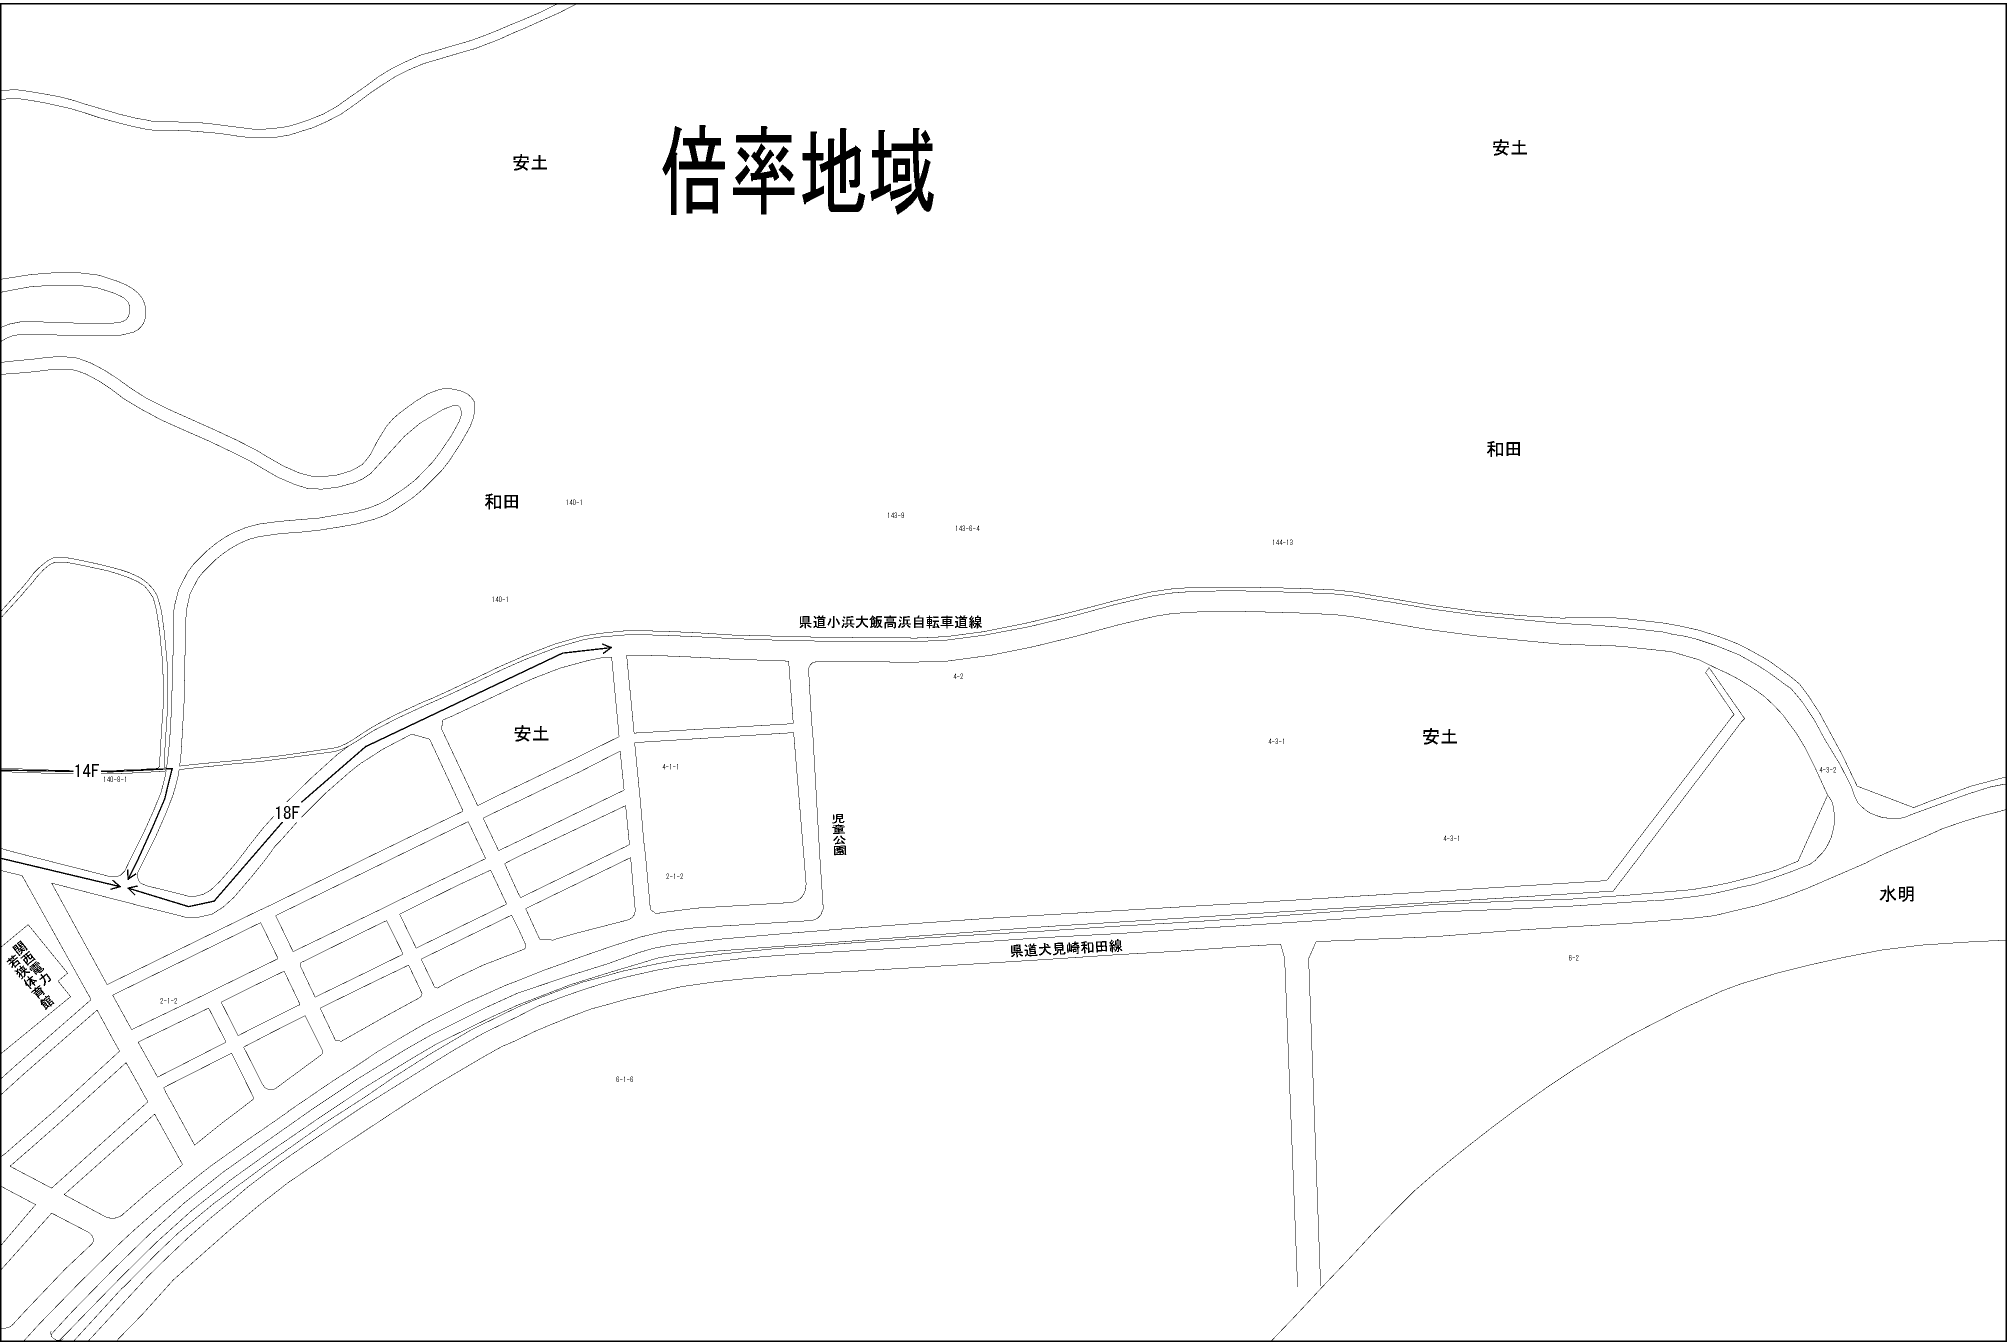 安土
倍率地域
安土
和田
和田
140-1
143-9
143-6-4
144-13
140-1
県道小浜大飯高浜自転車道線
4-2
安土
4-3-1
安土
4-1-1
14F
140-8-1
4-3-2
18F
児童公園
4-3-1
2-1-2
水明
関西電力
若狭体育館
県道犬見崎和田線
6-2
2-1-2
6-1-6